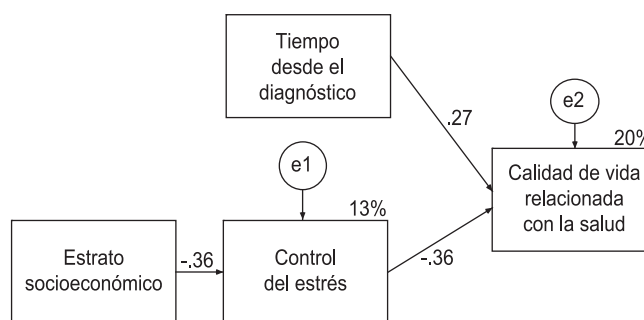 Tiempo
desde el
diagnóstico
.27
e2
20%
Calidad de vida
relacionada
con la salud
e1
13%
Estrato
socioeconómico
-.36
Control
del estrés
-.36